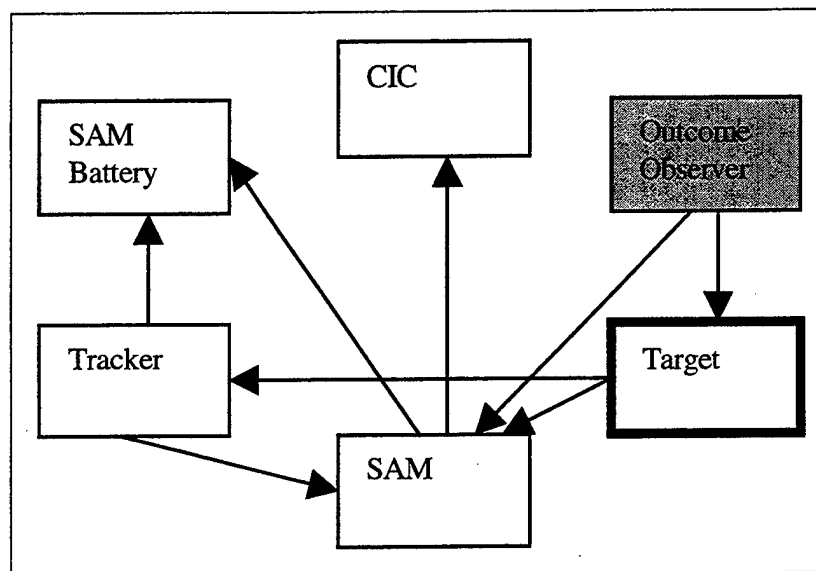 CIC
SAM
Battery
Outcome
Observer
Tracker
Target
SAM